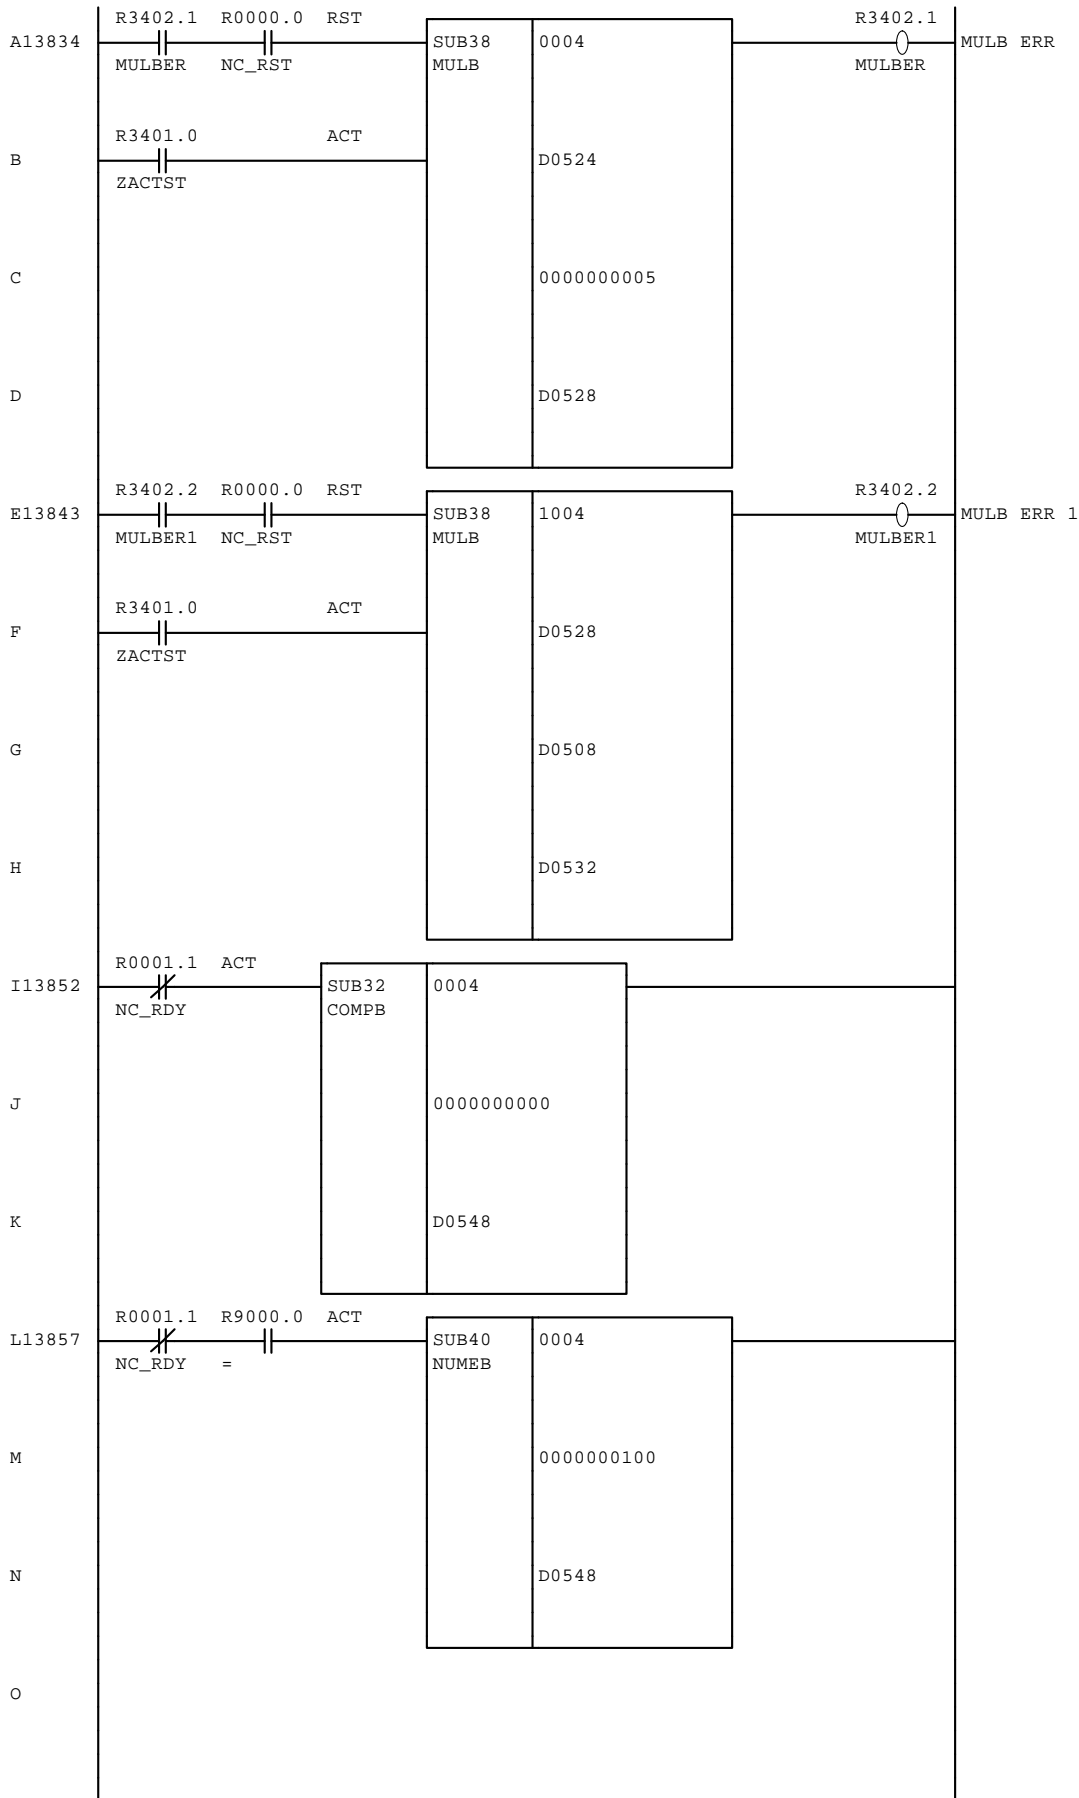 R3402.1 R0000.0 RST R3402.1
A13834 SUB38 0004 MULB ERR
MULBER NC_RST MULB MULBER
R3401.0 ACT
B D0524
ZACTST
C 0000000005
D D0528
R3402.2 R0000.0 RST R3402.2
E13843 SUB38 1004 MULB ERR 1
MULBER1 NC_RST MULB MULBER1
R3401.0 ACT
F D0528
ZACTST
G D0508
H D0532
R0001.1 ACT
I13852 SUB32 0004
NC_RDY COMPB
J 0000000000
K D0548
R0001.1 R9000.0 ACT
L13857 SUB40 0004
NC_RDY = NUMEB
M 0000000100
N D0548
O